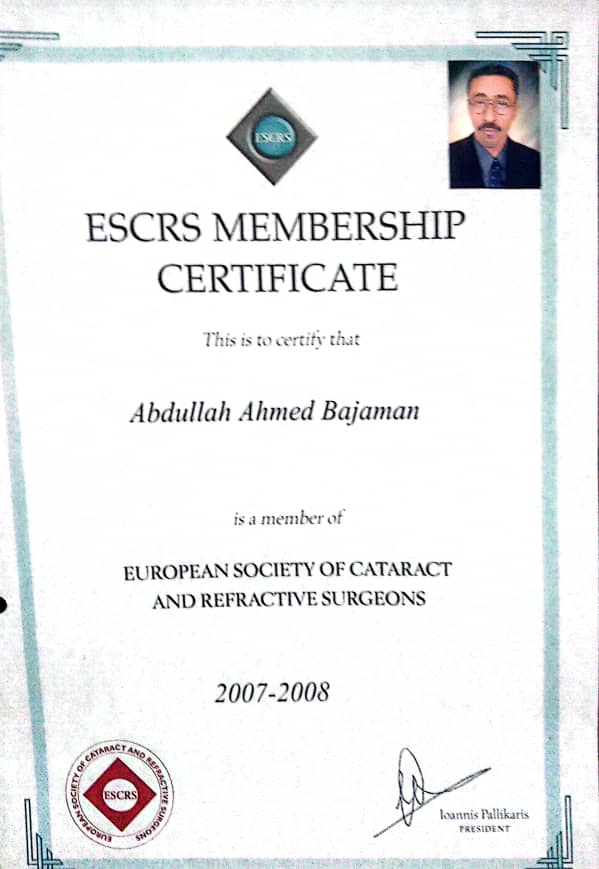 ESCRS
ESCRS MEMBERSHIP
CERTIFICATE
This is to certify that
Abdullah Ahmed Bajaman
is a member of
EUROPEAN SOCIETY OF CATARACT
AND REFRACTIVE SURGEONS
2007-2008
EUROPEAN SOCIETY OF CATARACT AND REFRACTIVE SURGEONS
ESCRS
Ioannis Pallikaris
PRESIDENT